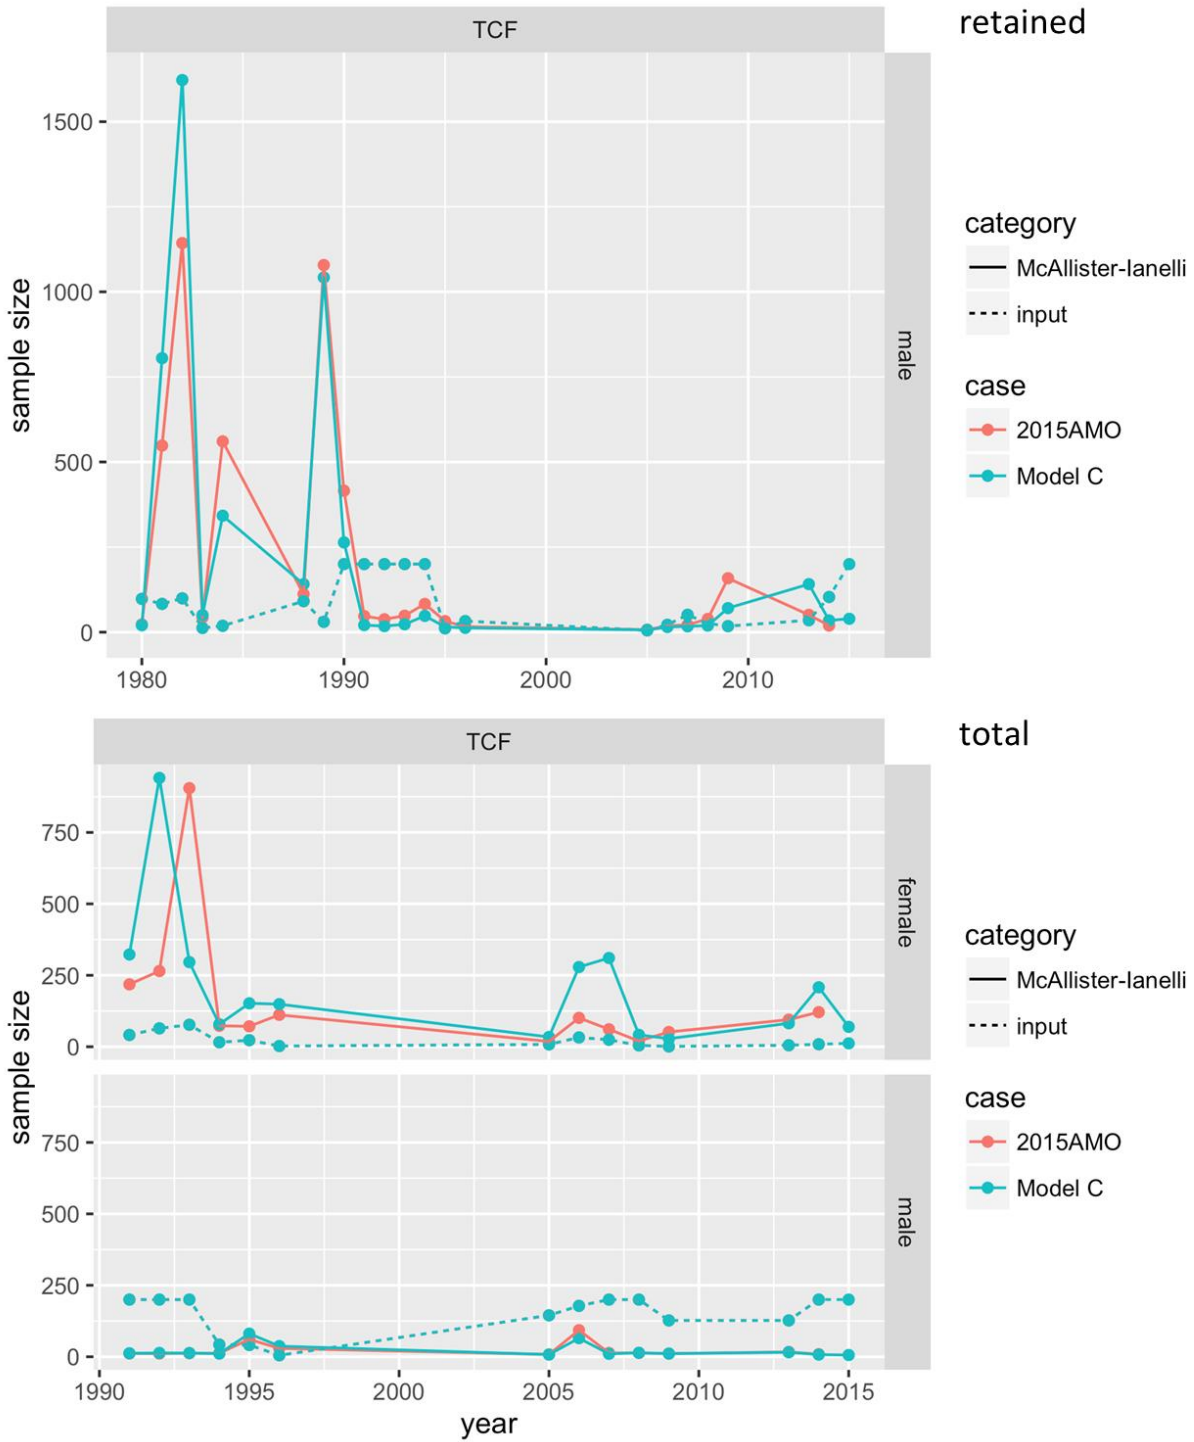 TCF
retained
1500
1000
500
0
sample size
male
1980
1990
2000
2010
category
McAllister-Ianelli
input
case
2015AMO
Model C
TCF
total
750
500
250
0
female
750
500
250
0
male
sample size
1990
1995
2000
2005
2010
2015
year
category
McAllister-Ianelli
input
case
2015AMO
Model C